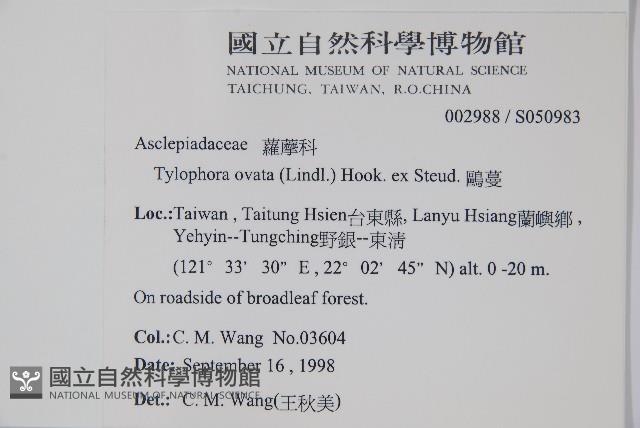 國立自然科學博物館
NATIONAL MUSEUM OF NATURAL SCIENCE
TAICHUNG, TAIWAN, R.O.CHINA
002988 / S050983
Asclepiadaceae 蘿藦科
Tylophora ovata (Lindl.) Hook. ex Steud. 鷗蔓
Loc.:Taiwan , Taitung Hsien台東縣, Lanyu Hsiang蘭嶼鄉 ,
Yehyin--Tungching野銀--東清
(121° 33' 30" E , 22° 02' 45" N) alt. 0 -20 m.
On roadside of broadleaf forest.
Col.:C. M. Wang No.03604
Date: September 16 , 1998
國立自然科學博物館
NATIONAL MUSEUM OF NATURAL SCIENCE
Det.: C. M. Wang(王秋美)